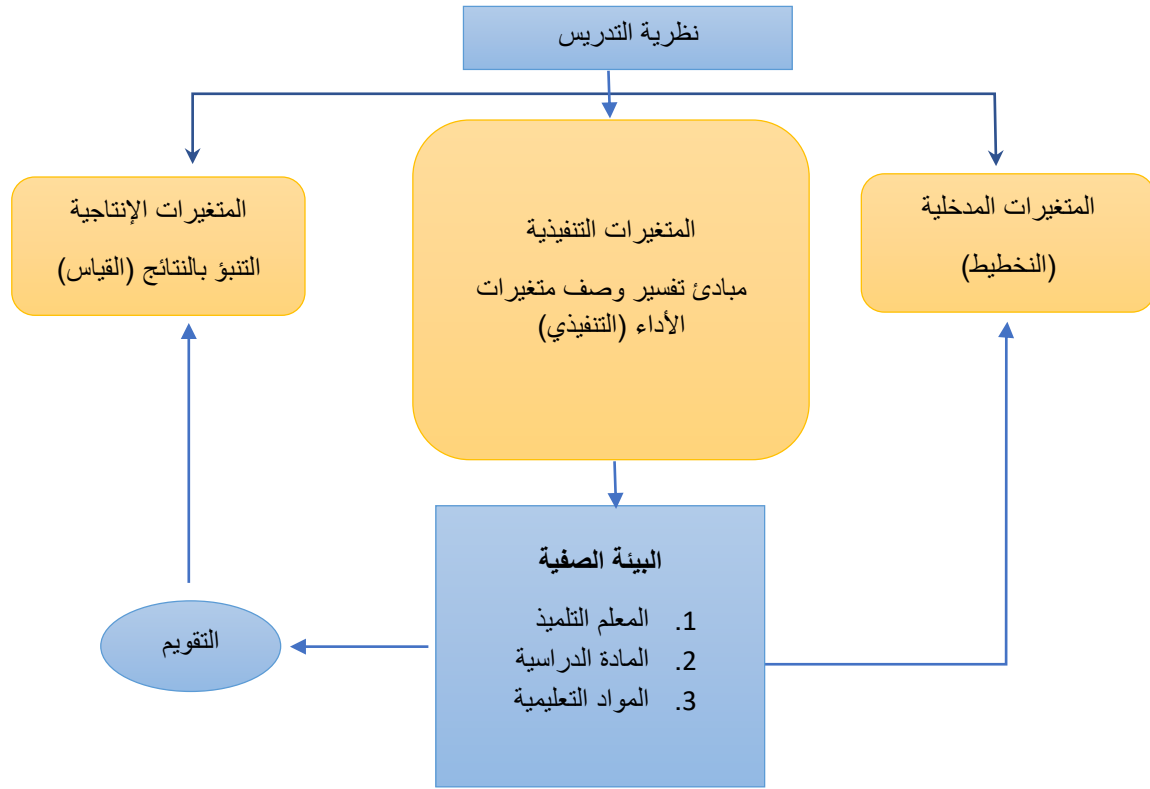 نظرية التدريس
المتغيرات المدخلية
(النخطيط)
المتغيرات التنفيذية
مبادئ تفسير وصف متغيرات
الأداء (التنفيذي)
المتغيرات الإنتاجية
التنبؤ بالنتائج (القياس)
البيئة الصفية
1. المعلم التلميذ
2. المادة الدراسية
3. المواد التعليمية
التقويم